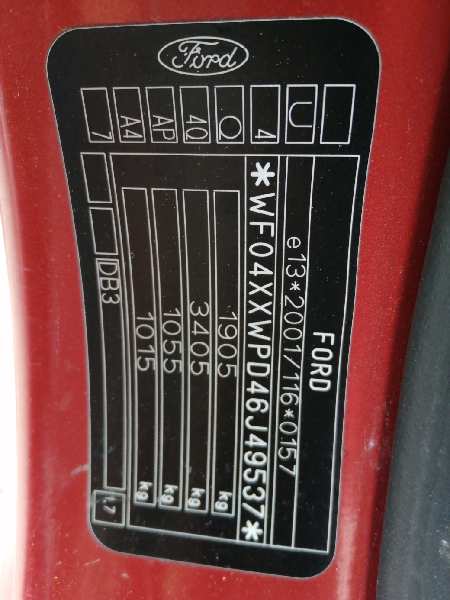 Ford
FORD
e13*2001/116*0157
*WF04XXWPD46J49537*
1905 kg
3405 kg
1055 kg
1015 kg
U
4
Q
4Q
AP
A4
7
DB3